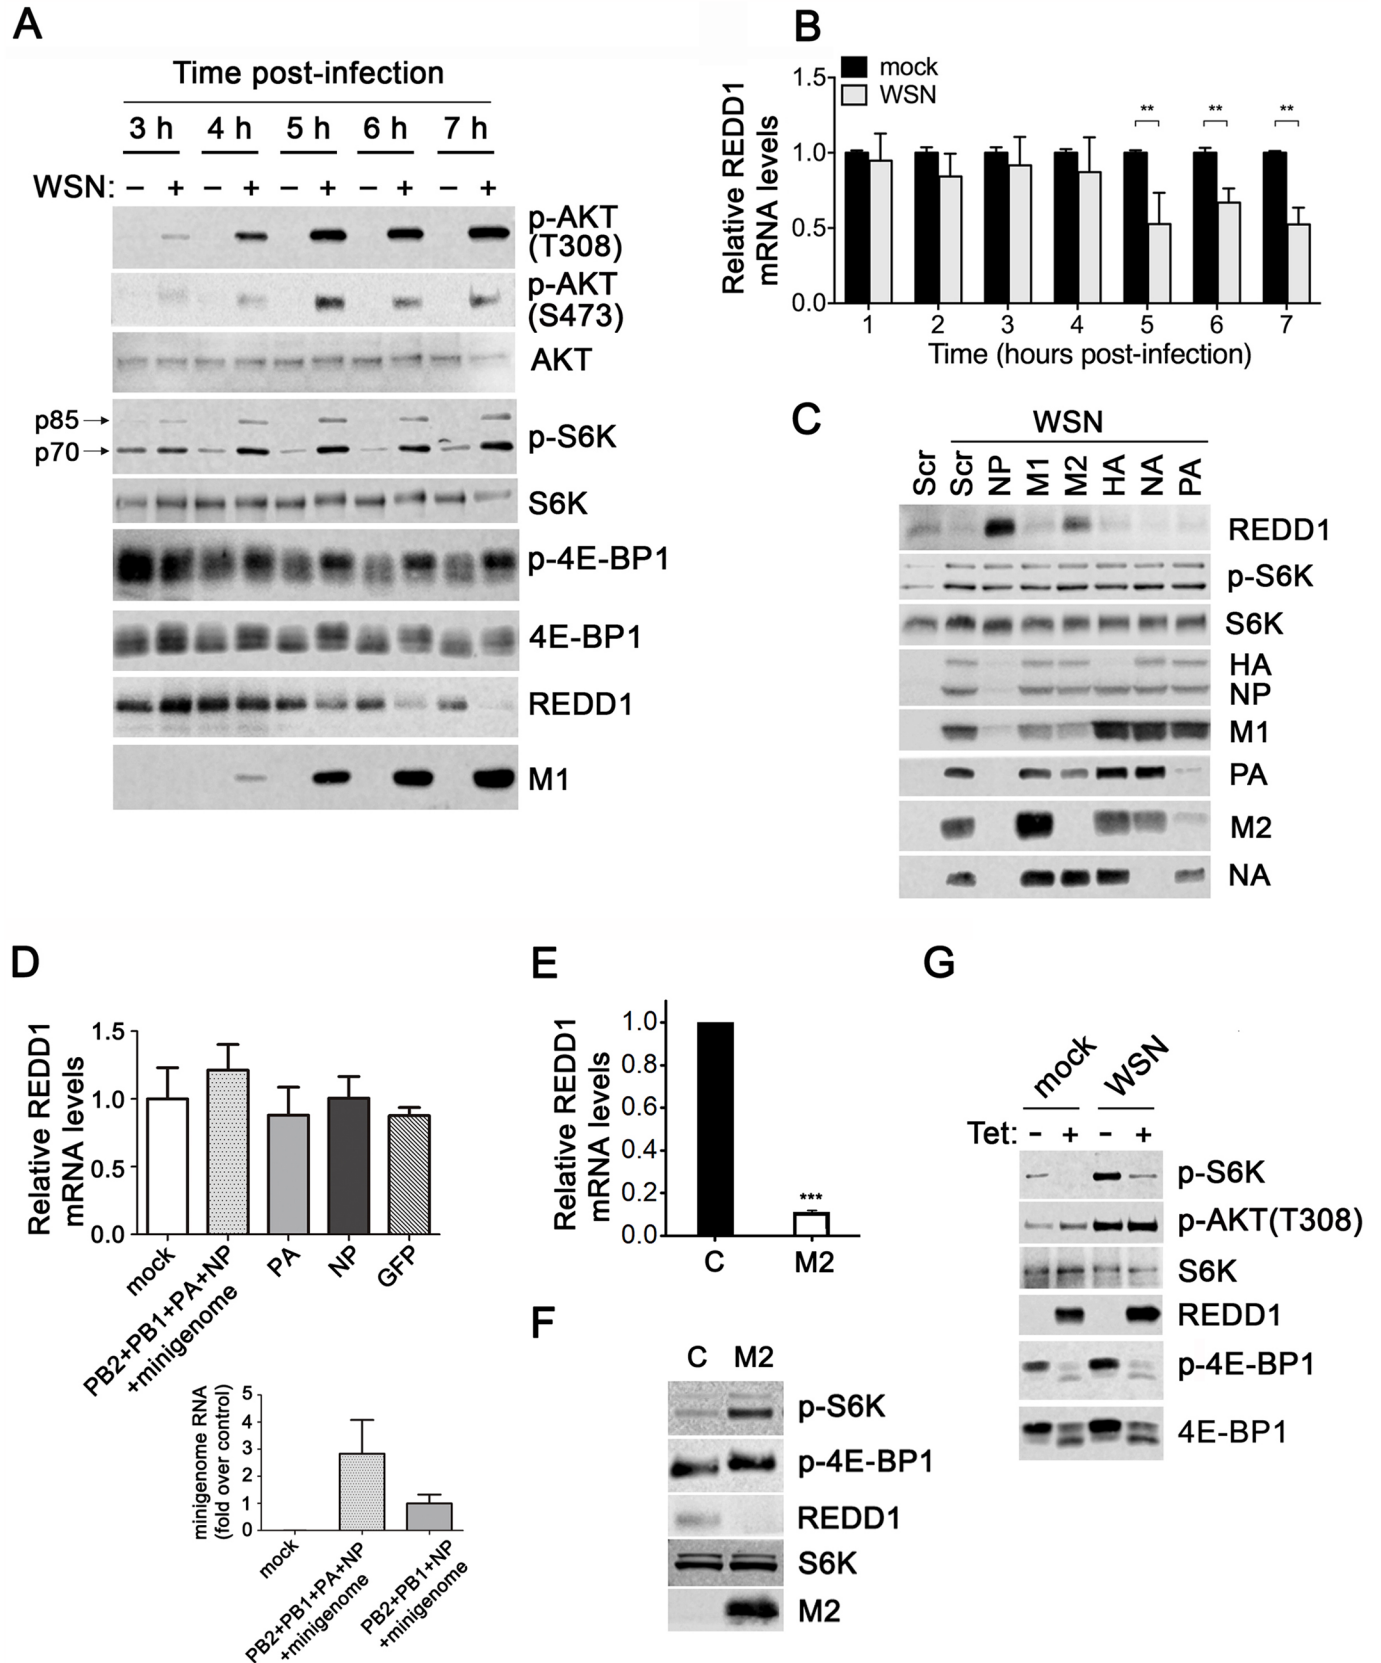 A
Time post-infection
3 h 4 h 5 h 6 h 7 h
WSN: − + − + − + − + − +
p-AKT
(T308)
p-AKT
(S473)
AKT
p85
p70
p-S6K
S6K
p-4E-BP1
4E-BP1
REDD1
M1
B
mock
WSN
Relative REDD1
mRNA levels
1.5
1.0
0.5
0.0
** ** **
1 2 3 4 5 6 7
Time (hours post-infection)
C
WSN
Scr Scr NP M1 M2 HA NA PA
REDD1
p-S6K
S6K
HA
NP
M1
PA
M2
NA
D
Relative REDD1
mRNA levels
1.5
1.0
0.5
0.0
mock
PB2+PB1+PA+NP
+minigenome
PA
NP
GFP
minigenome RNA
(fold over control)
5
4
3
2
1
0
mock
PB2+PB1+PA+NP
+minigenome
PB2+PB1+NP
+minigenome
E
Relative REDD1
mRNA levels
1.0
0.8
0.6
0.4
0.2
0.0
***
C M2
F
C M2
p-S6K
p-4E-BP1
REDD1
S6K
M2
G
mock WSN
Tet: − + − +
p-S6K
p-AKT(T308)
S6K
REDD1
p-4E-BP1
4E-BP1